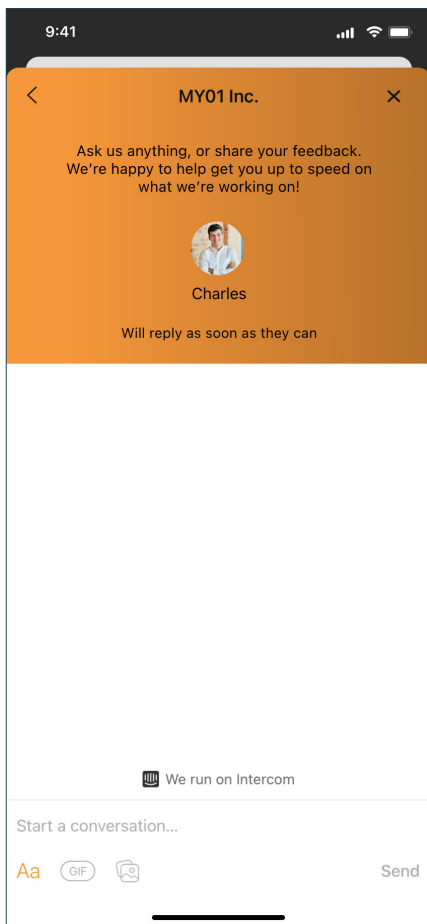 9:41
MY01 Inc.
Ask us anything, or share your feedback.
We’re happy to help get you up to speed on
what we’re working on!
Charles
Will reply as soon as they can
We run on Intercom
Start a conversation...
Aa GIF Send